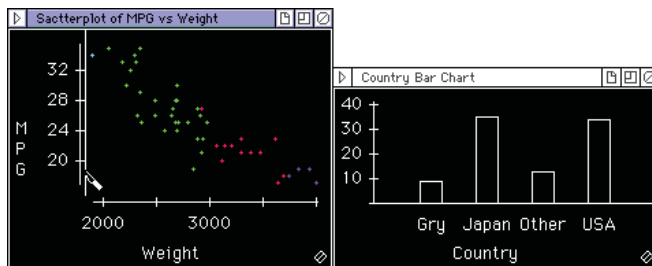 Sactterplot of MPG vs Weight
32
28
24
20
MPG
2000 3000
Weight
Country Bar Chart
40
30
20
10
Gry Japan Other USA
Country